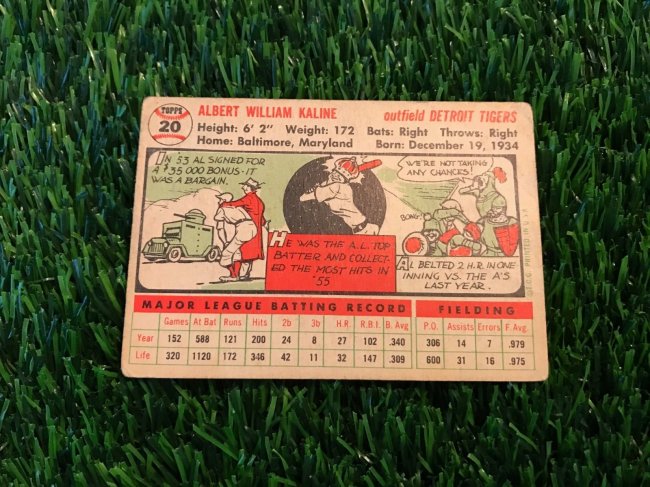 TOPPS
20
ALBERT WILLIAM KALINE outfield DETROIT TIGERS
Height: 6' 2" Weight: 172 Bats: Right Throws: Right
Home: Baltimore, Maryland Born: December 19, 1934
IN '53 AL SIGNED FOR
A $35000 BONUS - IT
WAS A BARGAIN.
HE WAS THE A.L. TOP
BATTER AND COLLECT-
ED THE MOST HITS IN
'55
WE'RE NOT TAKING
ANY CHANCES!
BONG!
AL BELTED 2 H.R. IN ONE
INNING VS. THE A'S
LAST YEAR.
T.C.G. PRINTED IN U.S.A.
MAJOR LEAGUE BATTING RECORD FIELDING
Games At Bat Runs Hits 2b 3b H.R. R.B.I. B. Avg P.O. Assists Errors F. Avg.
Year 152 588 121 200 24 8 27 102 .340 306 14 7 .979
Life 320 1120 172 346 42 11 32 147 .309 600 31 16 .975